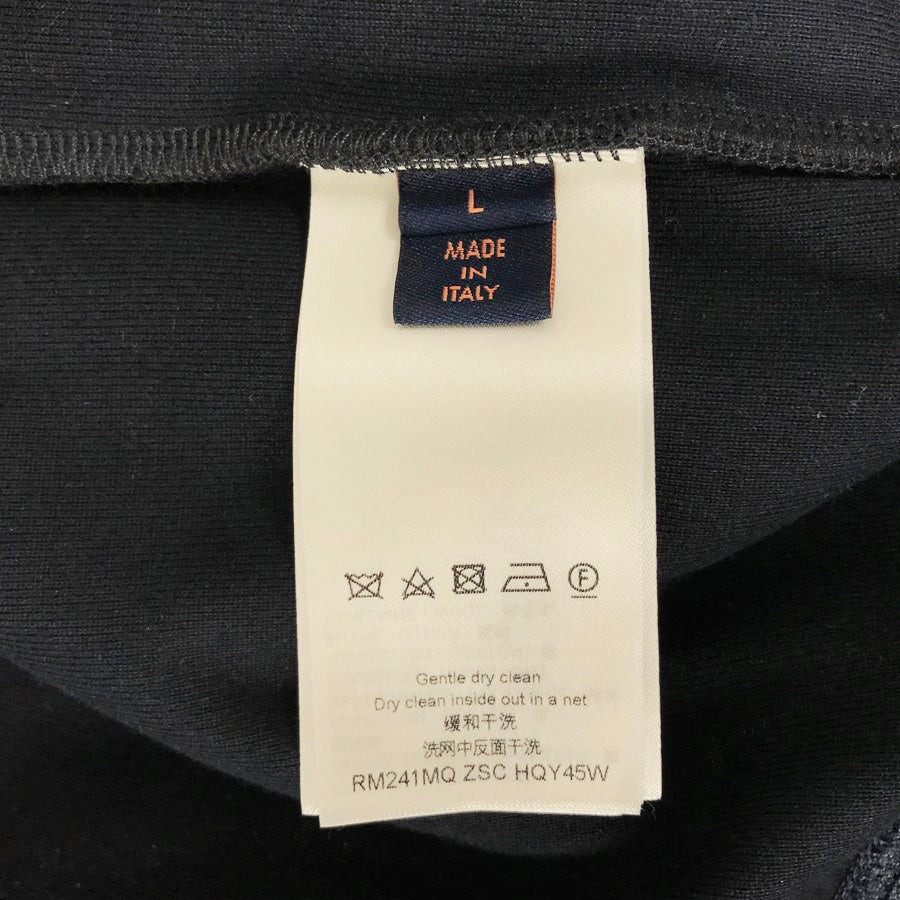 L
MADE
IN
ITALY
F
Gentle dry clean
Dry clean inside out in a net
缓和干洗
洗网中反面干洗
RM241MQ ZSC HQY45W